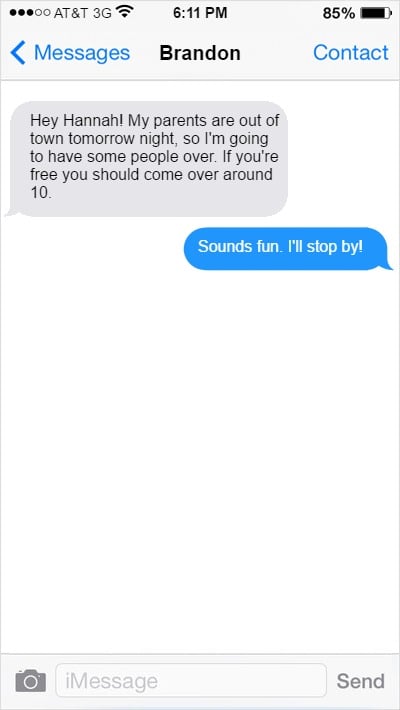 AT&T 3G 6:11 PM 85%
Messages Brandon Contact
Hey Hannah! My parents are out of
town tomorrow night, so I'm going
to have some people over. If you're
free you should come over around
10.
Sounds fun. I'll stop by!
iMessage Send